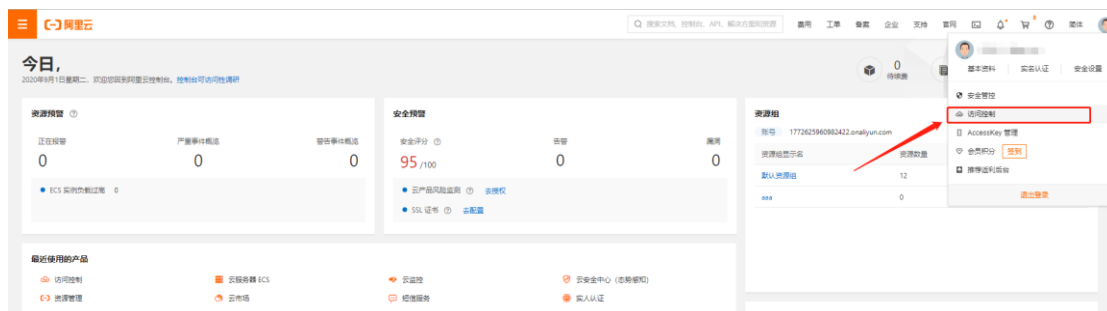 阿里云
搜索文档、控制台、API、解决方案和资源
费用 工单 备案 企业 支持 官网 简体
今日，
2020年9月1日星期二，欢迎您回到阿里云控制台。控制台可访问性调研
0
待续费
基本资料 实名认证 安全设置
安全管控
访问控制
AccessKey 管理
会员积分 签到
推荐返利后台
退出登录
资源预警
正在报警 严重事件概览 警告事件概览
0 0 0
ECS 实例负载过高 0
安全预警
安全评分 告警 漏洞
95 /100 0 0
云产品风险监测 去授权
SSL 证书 去配置
资源组
账号 1772625960882422.onaliyun.com
资源组显示名 资源数量
默认资源组 12
aaa 0
最近使用的产品
访问控制 云服务器 ECS 云监控 云安全中心（态势感知）
资源管理 云市场 短信服务 实人认证